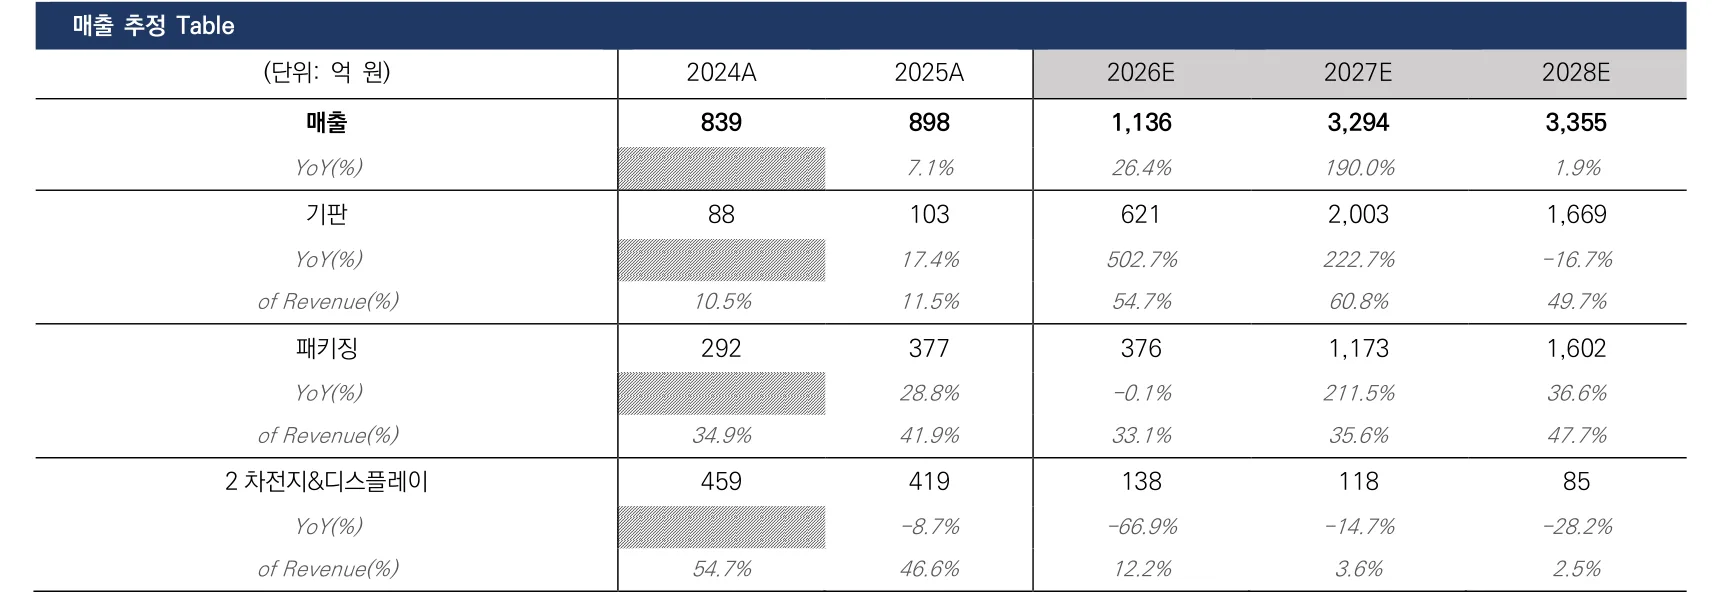 매출 추정 Table
(단위: 억 원) 2024A 2025A 2026E 2027E 2028E
매출 839 898 1,136 3,294 3,355
YoY(%) 7.1% 26.4% 190.0% 1.9%
기판 88 103 621 2,003 1,669
YoY(%) 17.4% 502.7% 222.7% -16.7%
of Revenue(%) 10.5% 11.5% 54.7% 60.8% 49.7%
패키징 292 377 376 1,173 1,602
YoY(%) 28.8% -0.1% 211.5% 36.6%
of Revenue(%) 34.9% 41.9% 33.1% 35.6% 47.7%
2차전지&디스플레이 459 419 138 118 85
YoY(%) -8.7% -66.9% -14.7% -28.2%
of Revenue(%) 54.7% 46.6% 12.2% 3.6% 2.5%